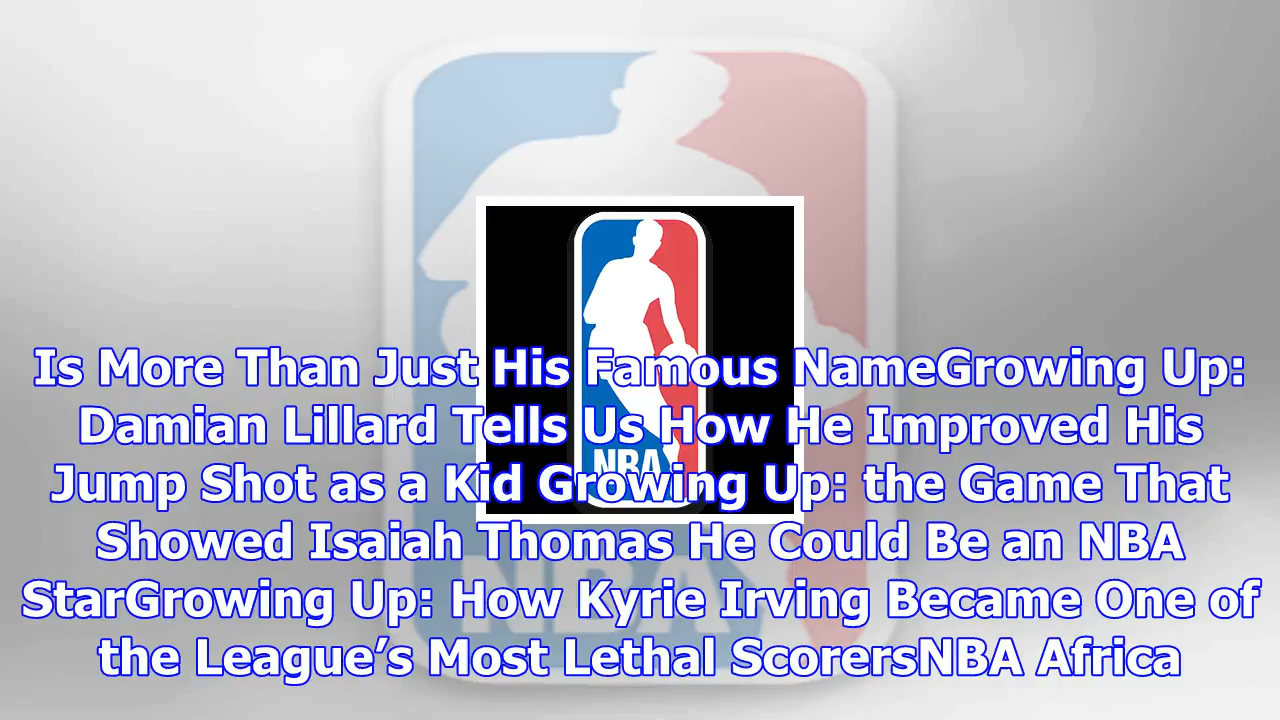 Is More Than Just His Famous NameGrowing Up:
Damian Lillard Tells Us How He Improved His
Jump Shot as a Kid Growing Up: the Game That
Showed Isaiah Thomas He Could Be an NBA
StarGrowing Up: How Kyrie Irving Became One of
the League’s Most Lethal ScorersNBA Africa
NBA
NBA